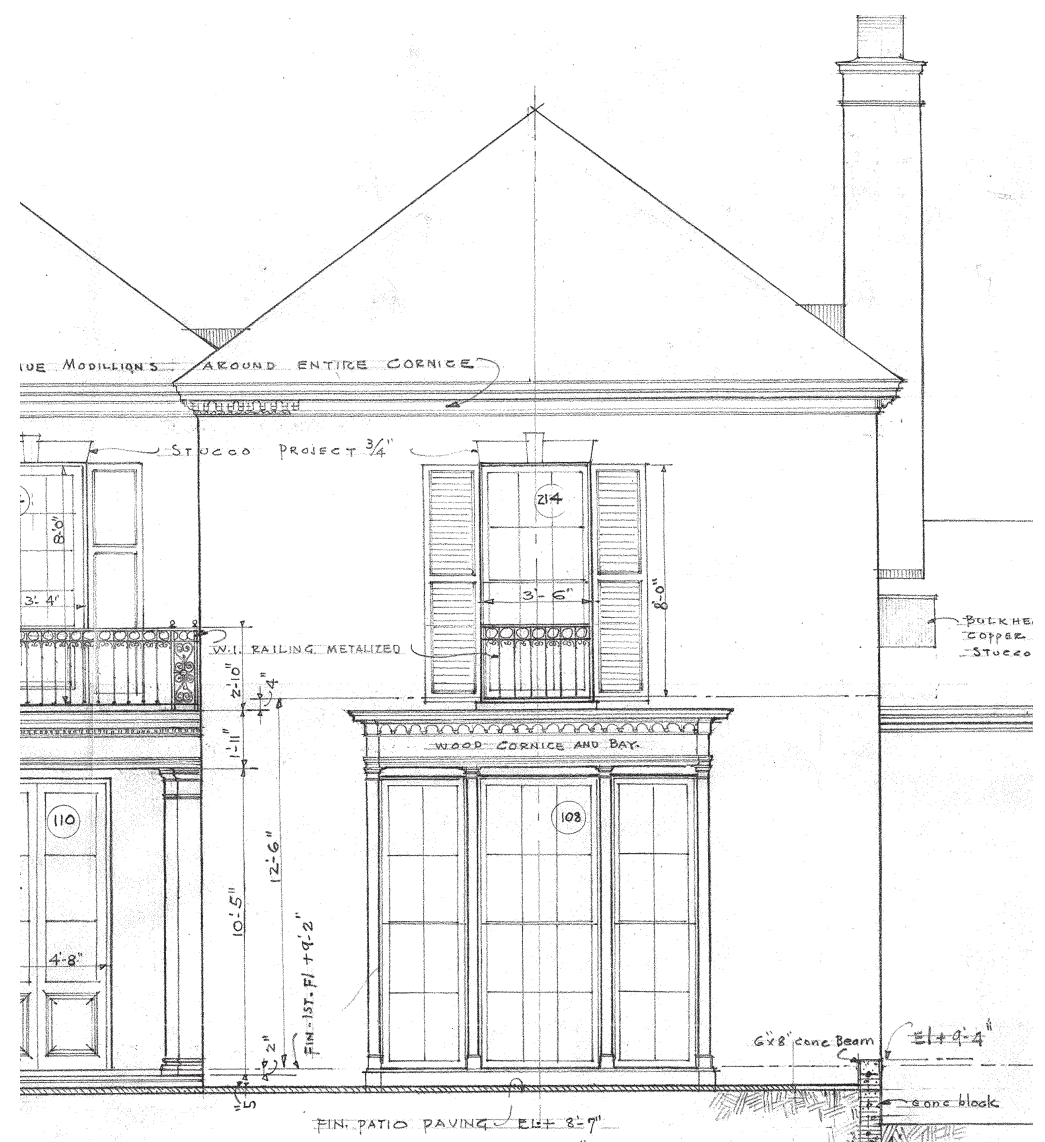 MODILLIONS. AROUND ENTIRE CORNICE
STUCCO PROJECT 3/4"
214
8'-0"
3'-4"
3'-6"
8'-0"
BULKHE
COPPER
STUCCO
W.I. RAILING METALIZED
2'-10"
4"
1'-11"
WOOD CORNICE AND BAY.
110
108
12'-6"
10'-5"
FIN. 1ST. Fl +9'-2"
4'-8"
2"
6"x8" conc Beam
El + 9'-4"
5"
conc block
FIN. PATIO PAVING EL+ 8'-7"